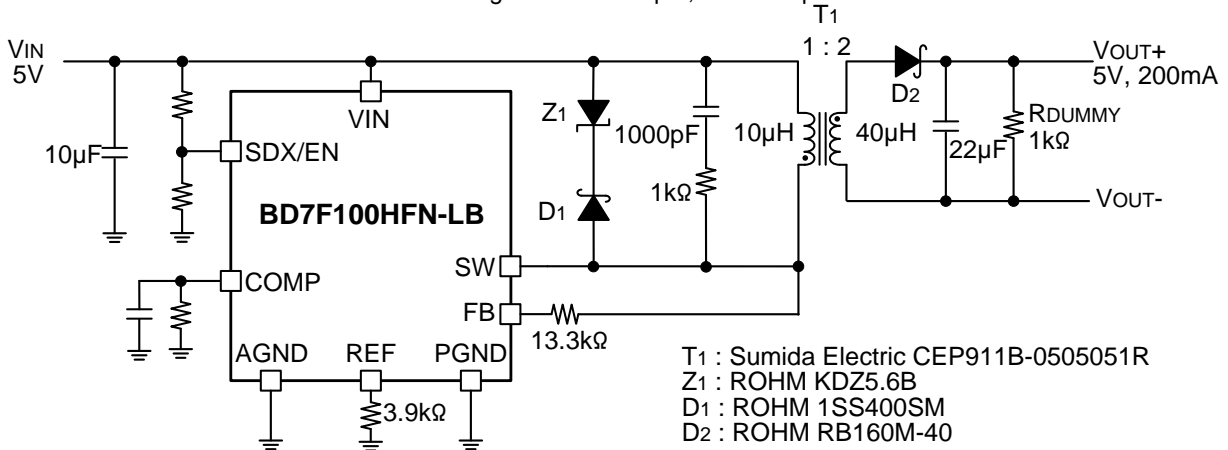 T1
1 : 2
VIN
5V
VOUT+
5V, 200mA
D2
RDUMMY
1kΩ
VIN
Z1
1000pF
10µH
40µH
22µF
10µF
SDX/EN
1kΩ
BD7F100HFN-LB
D1
VOUT-
SW
COMP
FB
13.3kΩ
AGND
REF
PGND
3.9kΩ
T1 : Sumida Electric CEP911B-0505051R
Z1 : ROHM KDZ5.6B
D1 : ROHM 1SS400SM
D2 : ROHM RB160M-40